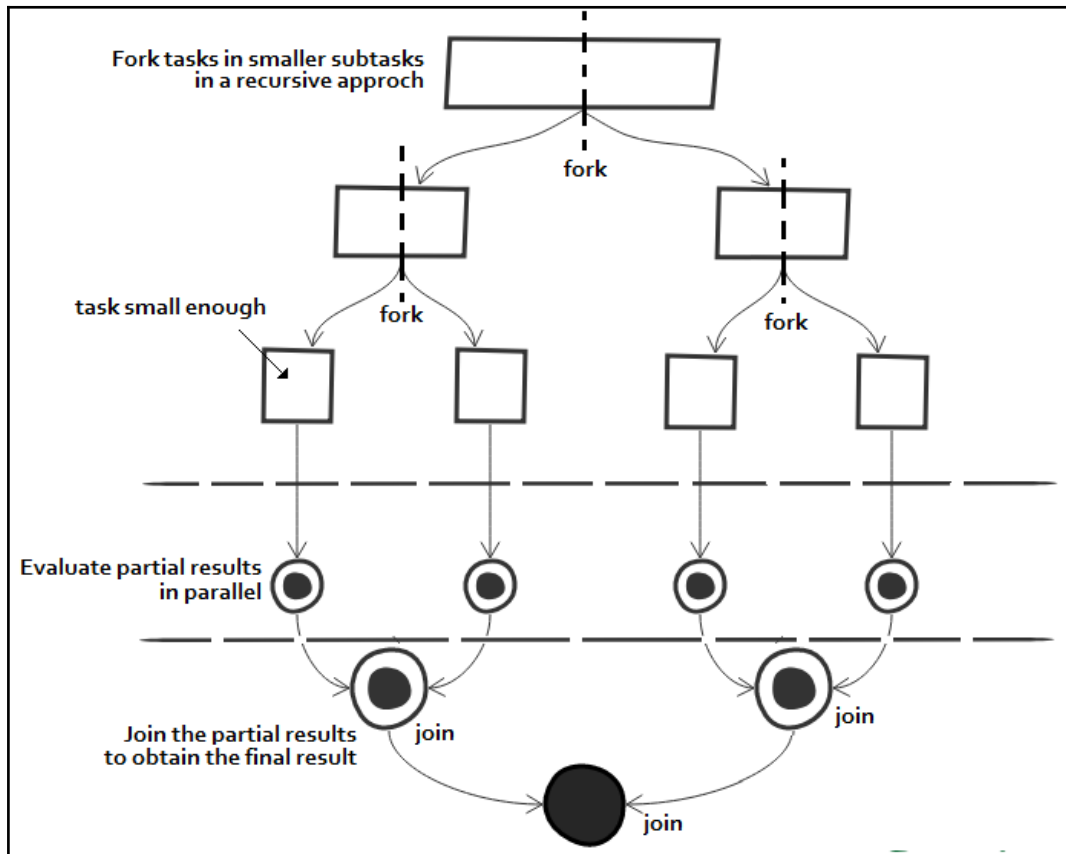 Fork tasks in smaller subtasks
in a recursive approch
fork
task small enough
fork
fork
Evaluate partial results
in parallel
Join the partial results
to obtain the final result
join
join
join